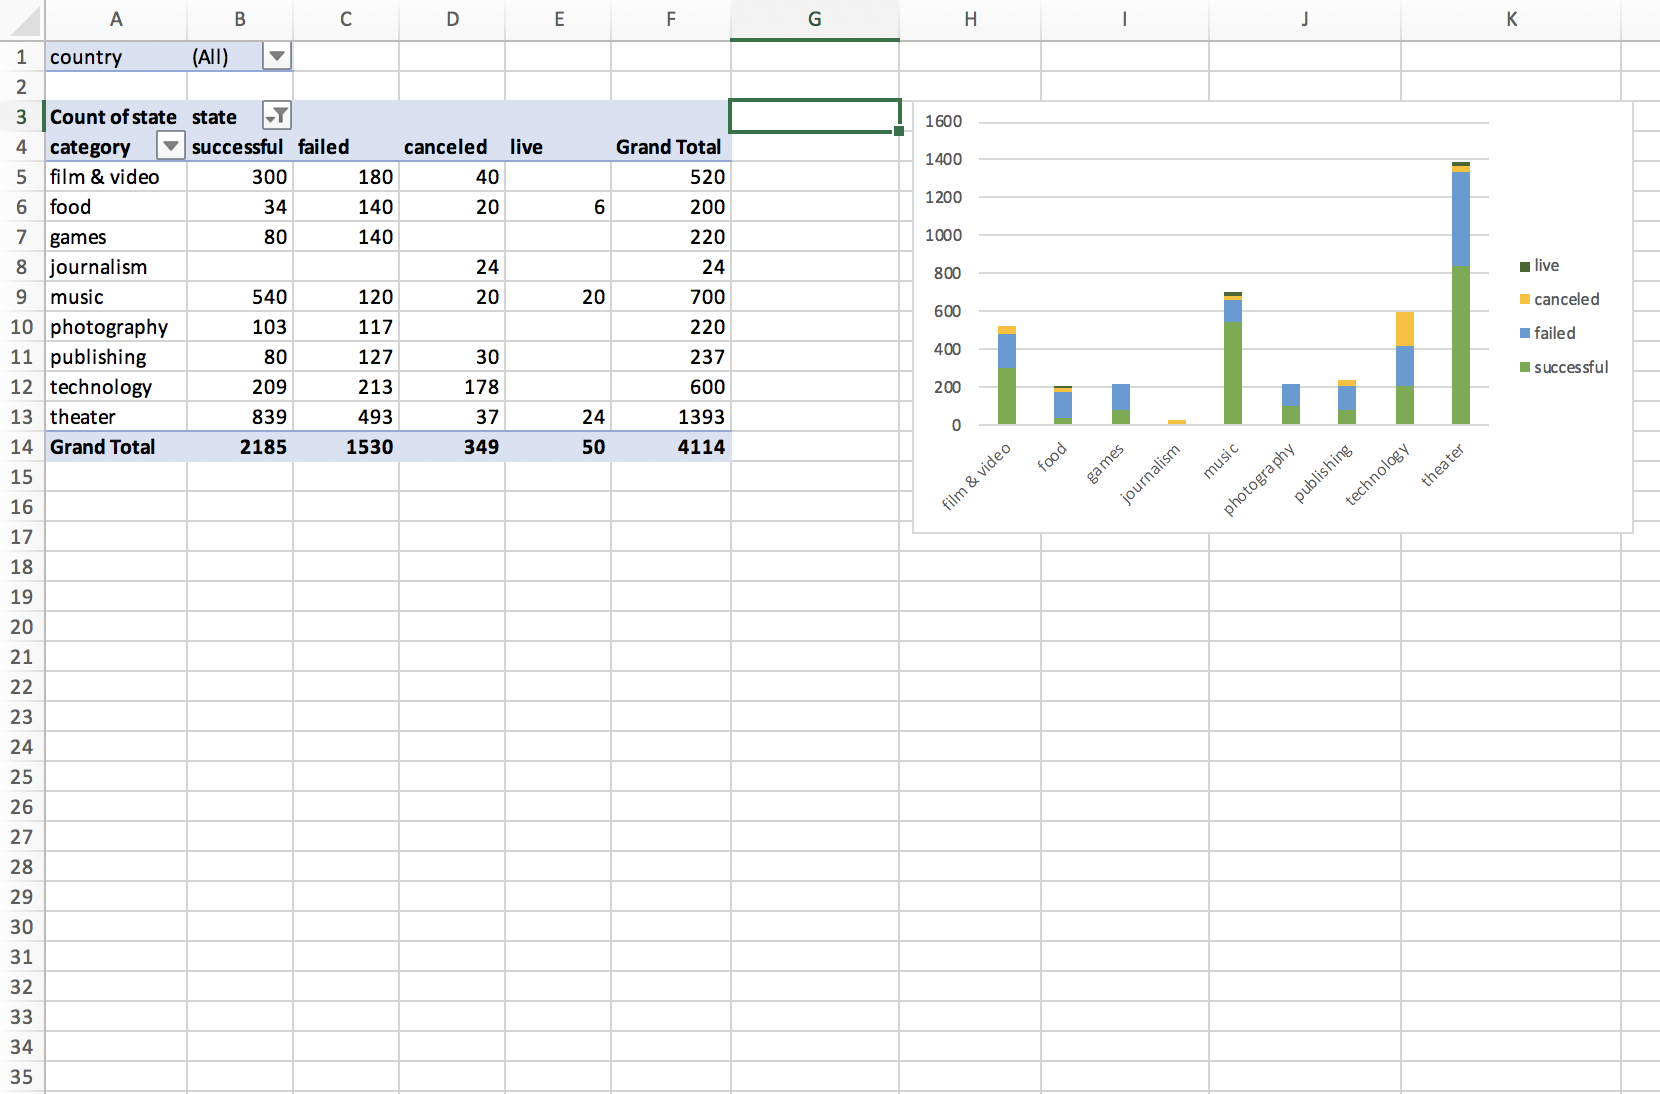 A B C D E F G H I J K
1 country (All)
2
3 Count of state state
4 category successful failed canceled live Grand Total
5 film & video 300 180 40 520
6 food 34 140 20 6 200
7 games 80 140 220
8 journalism 24 24
9 music 540 120 20 20 700
10 photography 103 117 220
11 publishing 80 127 30 237
12 technology 209 213 178 600
13 theater 839 493 37 24 1393
14 Grand Total 2185 1530 349 50 4114
15
16
17
18
19
20
21
22
23
24
25
26
27
28
29
30
31
32
33
34
35
1600
1400
1200
1000
800
600
400
200
0
film & video
food
games
journalism
music
photography
publishing
technology
theater
live
canceled
failed
successful